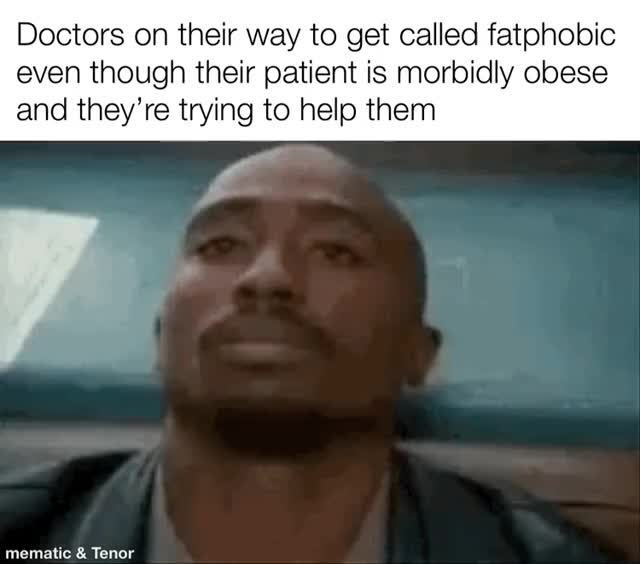 Doctors on their way to get called fatphobic
even though their patient is morbidly obese
and they’re trying to help them
mematic & Tenor